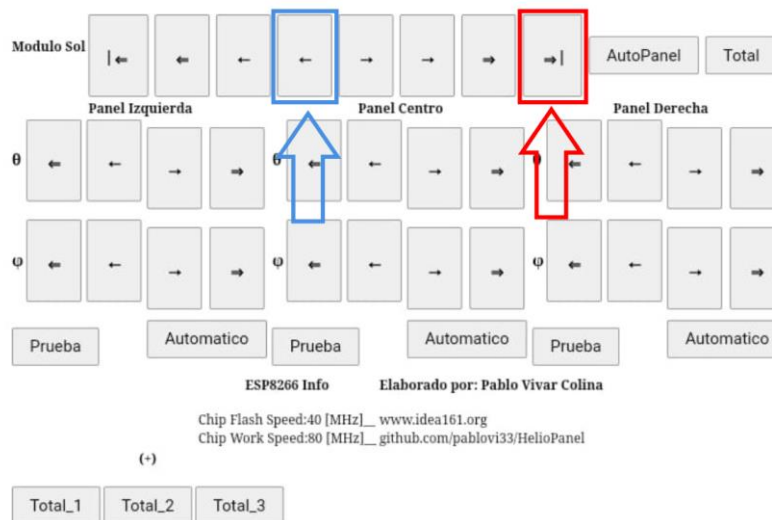 Modulo Sol |⇐ ⇐ ← ← → → ⇒ ⇒| AutoPanel Total
Panel Izquierda Panel Centro Panel Derecha
θ ⇐ ← → ⇒ θ ⇐ ← → ⇒ θ ⇐ ← → ⇒
φ ⇐ ← → ⇒ φ ⇐ ← → ⇒ φ ⇐ ← → ⇒
Prueba Automatico Prueba Automatico Prueba Automatico
ESP8266 Info Elaborado por: Pablo Vivar Colina
Chip Flash Speed:40 [MHz]__ www.idea161.org
Chip Work Speed:80 [MHz]__ github.com/pablovi33/HelioPanel
(+)
Total_1 Total_2 Total_3